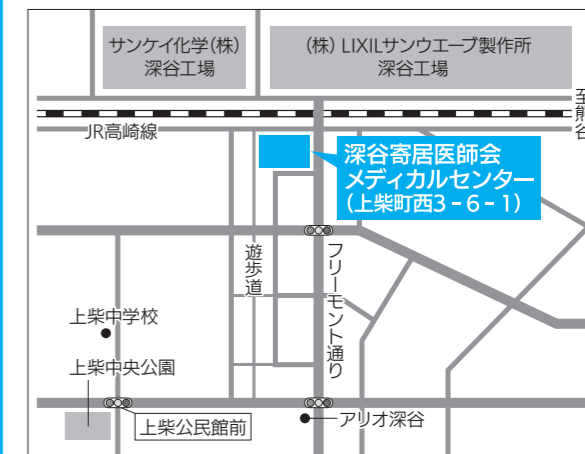 サンケイ化学(株)
深谷工場
(株)LIXILサンウエーブ製作所
深谷工場
至熊谷
JR高崎線
深谷寄居医師会
メディカルセンター
(上柴町西3-6-1)
遊歩道
フリーモント通り
上柴中学校
上柴中央公園
上柴公民館前
アリオ深谷